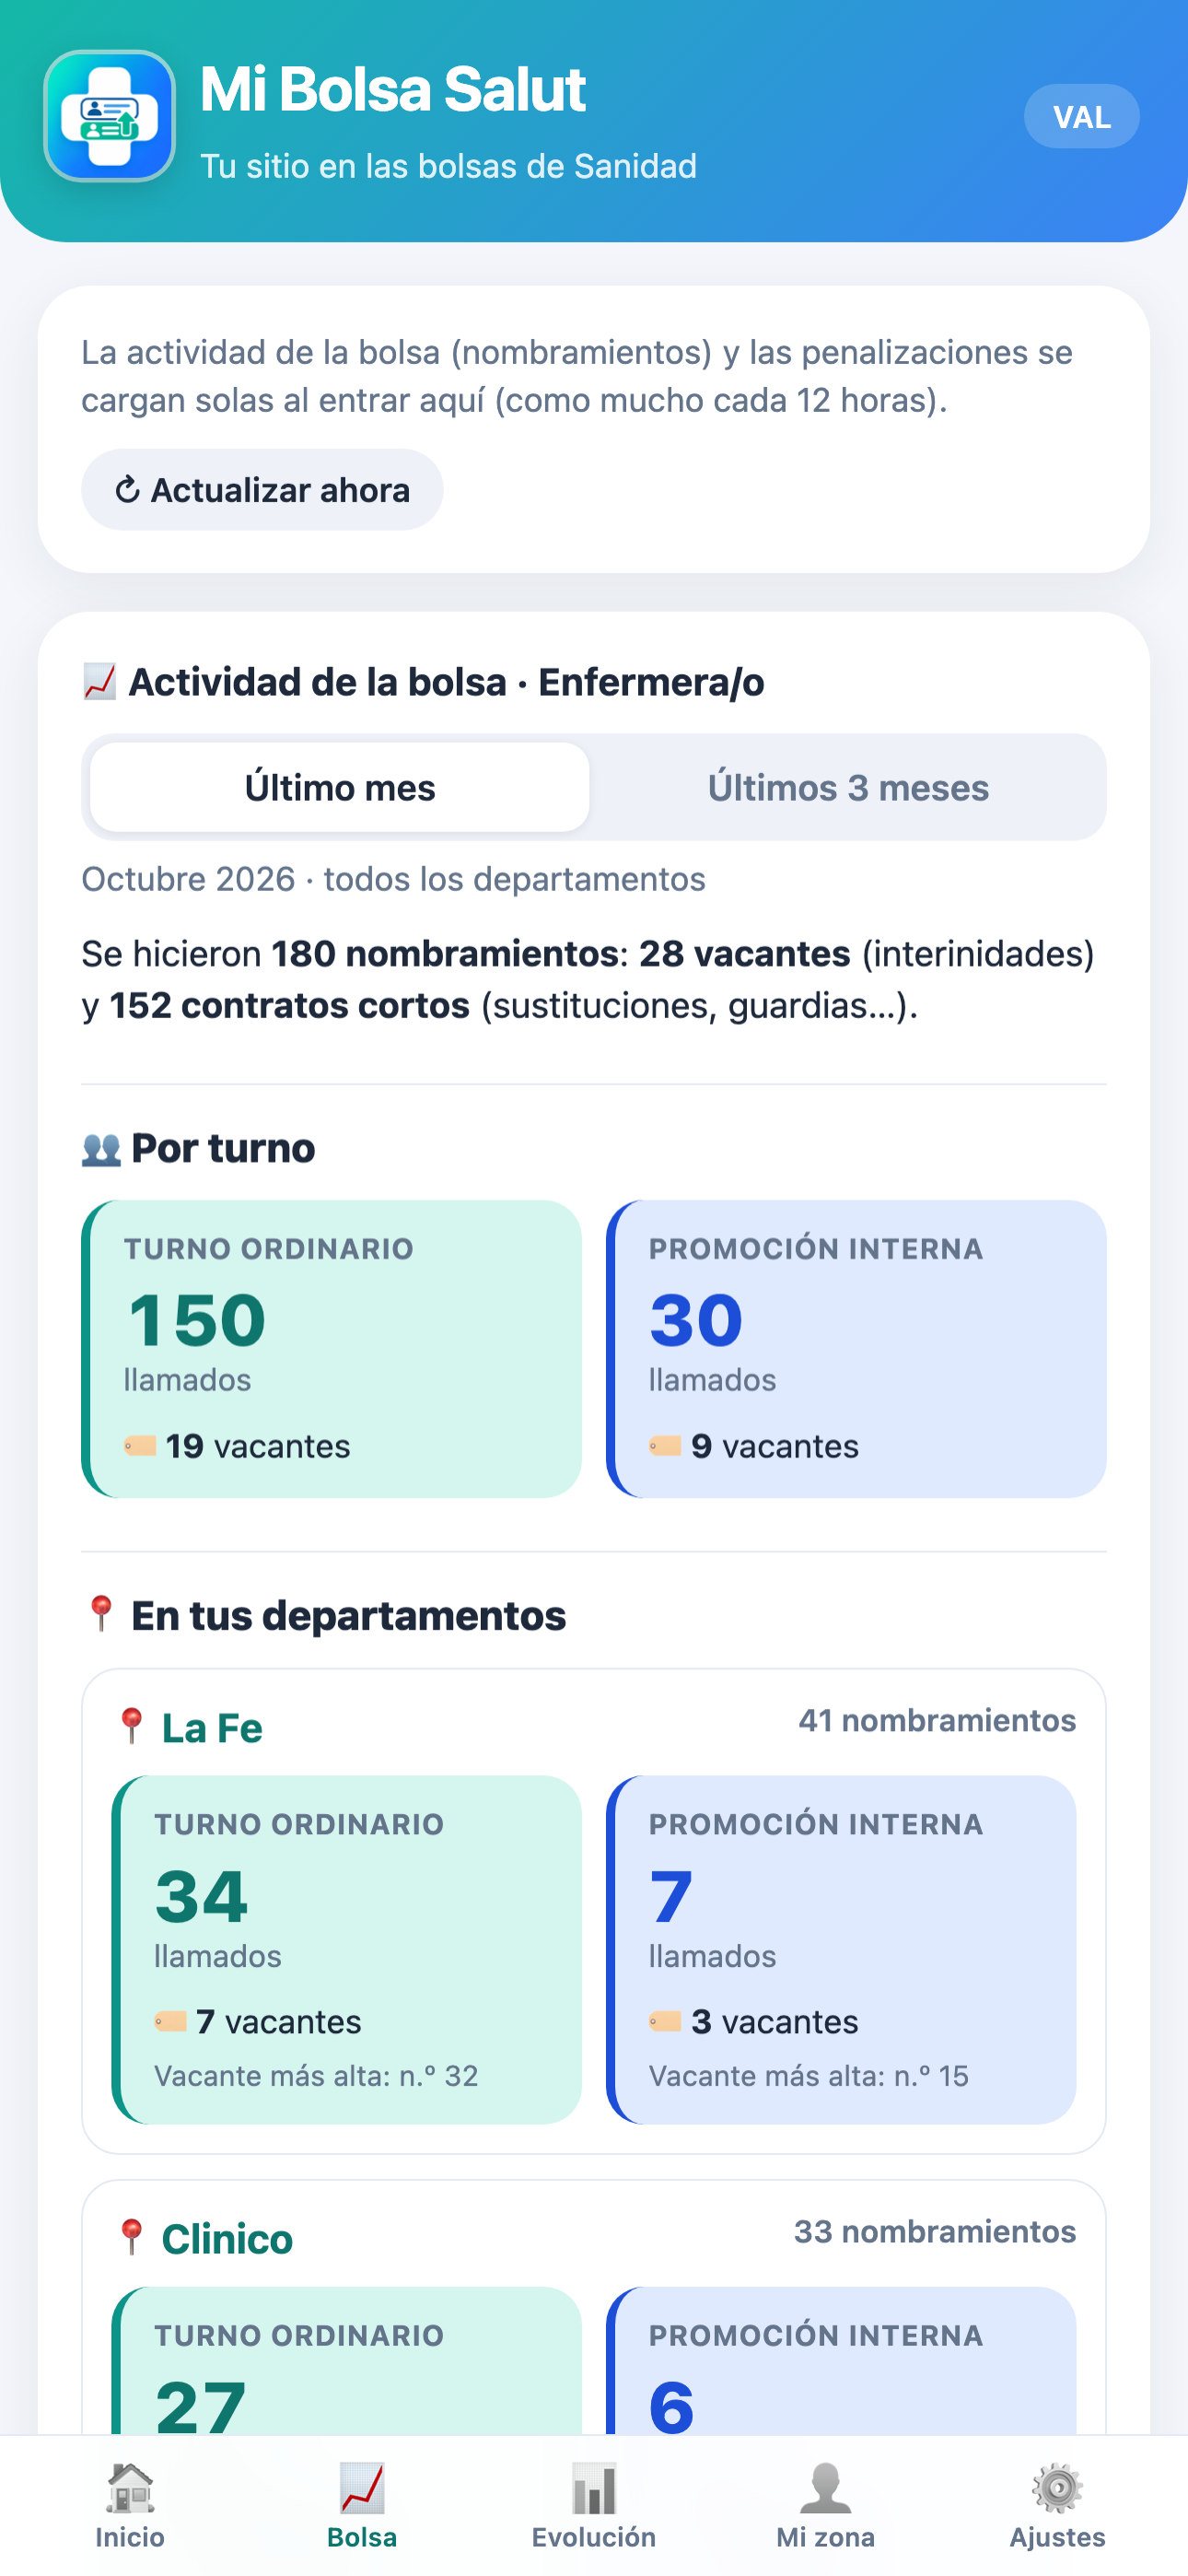 Mi Bolsa Salut
Tu sitio en las bolsas de Sanidad
VAL
La actividad de la bolsa (nombramientos) y las penalizaciones se
cargan solas al entrar aquí (como mucho cada 12 horas).
↻ Actualizar ahora
Actividad de la bolsa · Enfermera/o
Último mes
Últimos 3 meses
Octubre 2026 · todos los departamentos
Se hicieron 180 nombramientos: 28 vacantes (interinidades)
y 152 contratos cortos (sustituciones, guardias...).
Por turno
TURNO ORDINARIO
150
llamados
19 vacantes
PROMOCIÓN INTERNA
30
llamados
9 vacantes
En tus departamentos
La Fe
41 nombramientos
TURNO ORDINARIO
34
llamados
7 vacantes
Vacante más alta: n.º 32
PROMOCIÓN INTERNA
7
llamados
3 vacantes
Vacante más alta: n.º 15
Clinico
33 nombramientos
TURNO ORDINARIO
27
PROMOCIÓN INTERNA
6
Inicio
Bolsa
Evolución
Mi zona
Ajustes